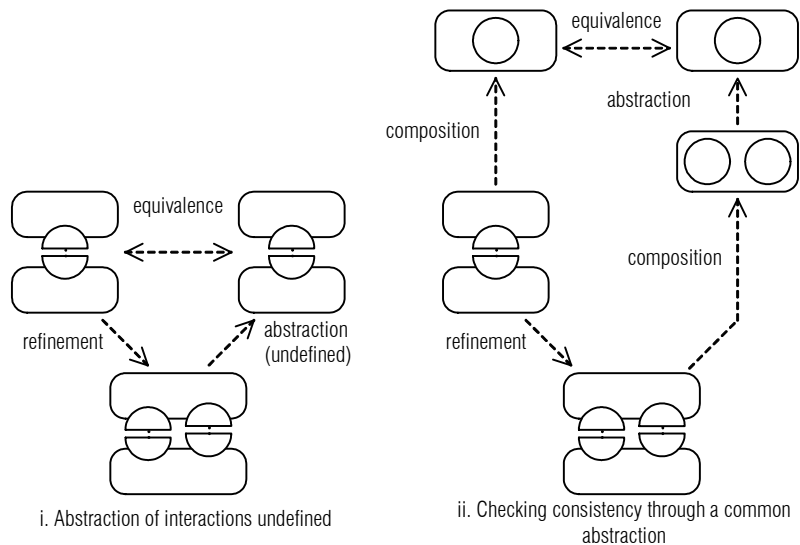 equivalence
refinement
abstraction
(undefined)
i. Abstraction of interactions undefined
equivalence
abstraction
composition
composition
refinement
ii. Checking consistency through a common
abstraction